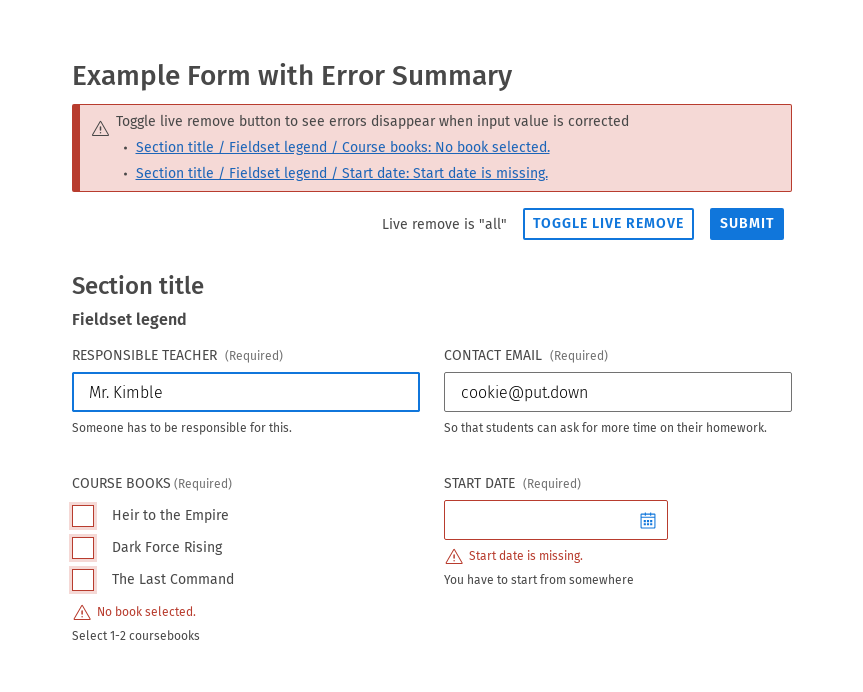 Example Form with Error Summary
Toggle live remove button to see errors disappear when input value is corrected
• Section title / Fieldset legend / Course books: No book selected.
• Section title / Fieldset legend / Start date: Start date is missing.
Live remove is "all" TOGGLE LIVE REMOVE SUBMIT
Section title
Fieldset legend
RESPONSIBLE TEACHER (Required)
Mr. Kimble
Someone has to be responsible for this.
CONTACT EMAIL (Required)
cookie@put.down
So that students can ask for more time on their homework.
COURSE BOOKS (Required)
Heir to the Empire
Dark Force Rising
The Last Command
No book selected.
Select 1-2 coursebooks
START DATE (Required)
Start date is missing.
You have to start from somewhere